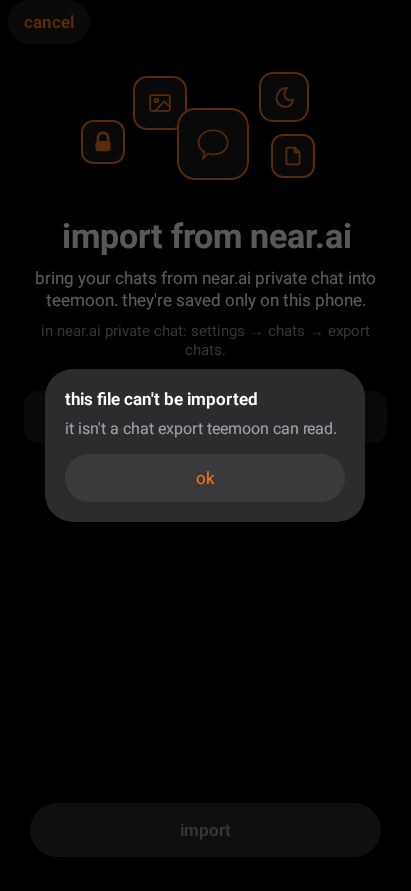 cancel
import from near.ai
bring your chats from near.ai private chat into
teemoon. they're saved only on this phone.
in near.ai private chat: settings → chats → export
chats.
this file can't be imported
it isn't a chat export teemoon can read.
ok
import